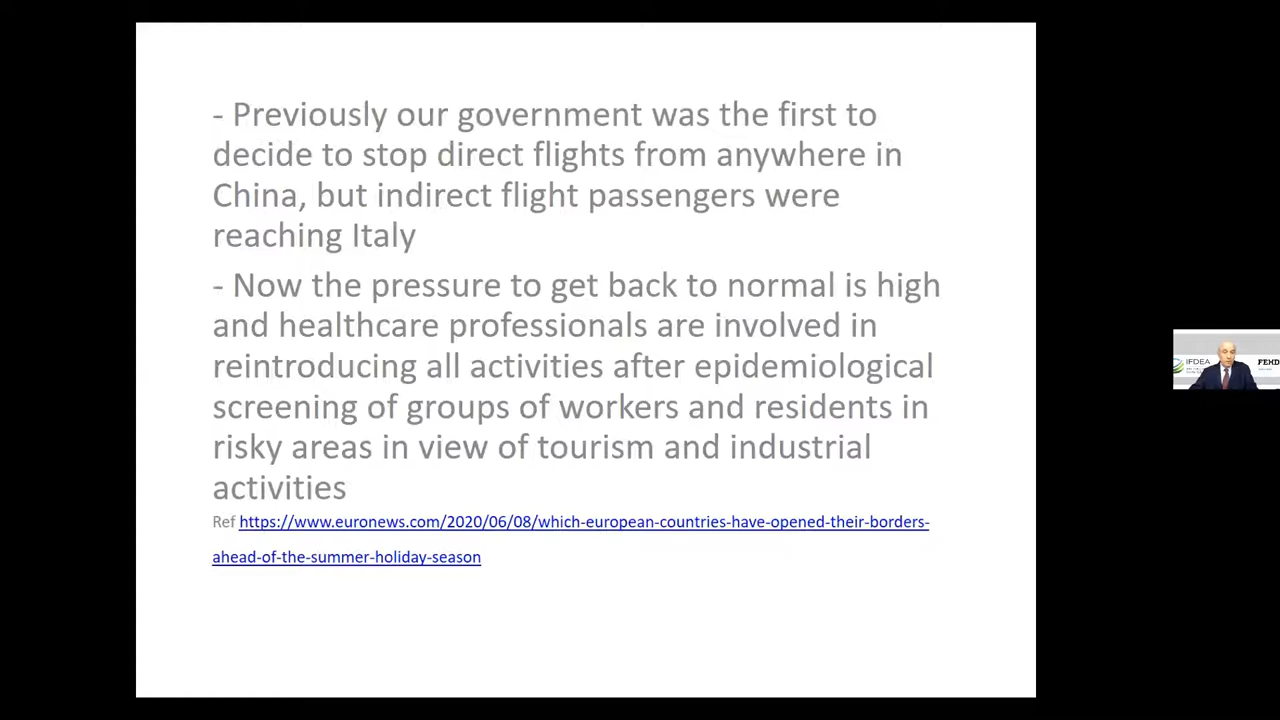 - Previously our government was the first to
decide to stop direct flights from anywhere in
China, but indirect flight passengers were
reaching Italy
- Now the pressure to get back to normal is high
and healthcare professionals are involved in
reintroducing all activities after epidemiological
screening of groups of workers and residents in
risky areas in view of tourism and industrial
activities
Ref https://www.euronews.com/2020/06/08/which-european-countries-have-opened-their-borders-
ahead-of-the-summer-holiday-season
IFDEA
FEHD